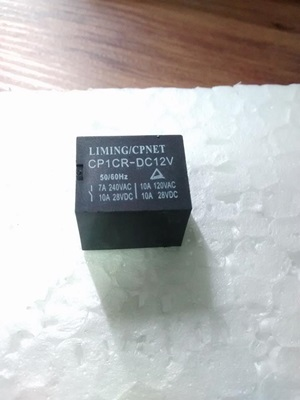 LIMING/CPNET
CP1CR-DC12V
50/60Hz
7A 240VAC 10A 120VAC
10A 28VDC 10A 28VDC